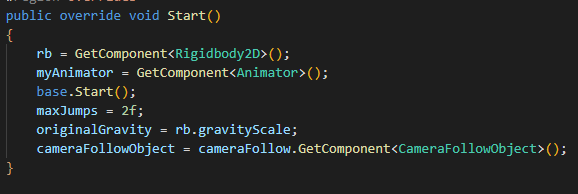 public override void Start()
{
rb = GetComponent<Rigidbody2D>();
myAnimator = GetComponent<Animator>();
base.Start();
maxJumps = 2f;
originalGravity = rb.gravityScale;
cameraFollowObject = cameraFollow.GetComponent<CameraFollowObject>();
}